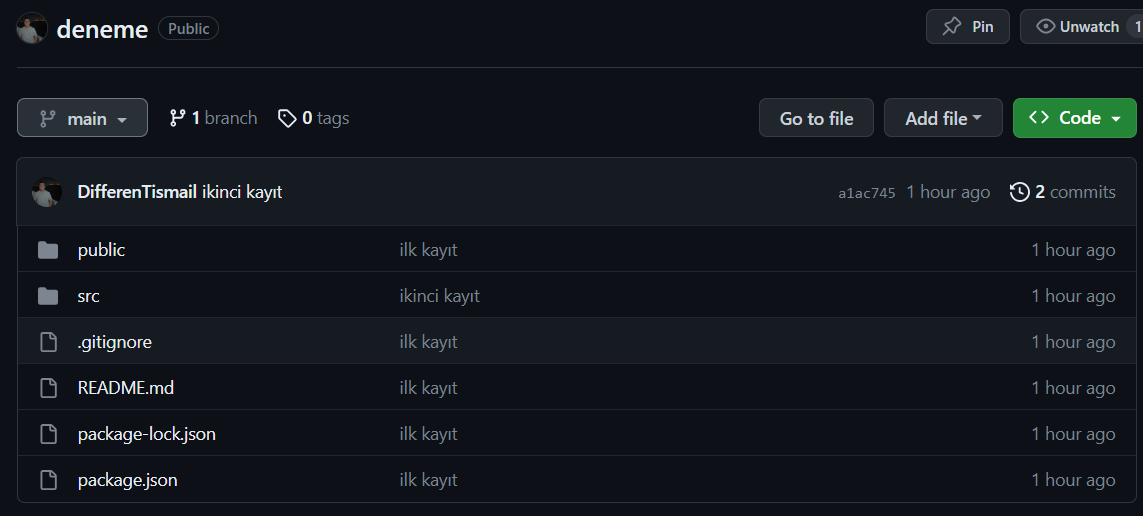 deneme Public Pin Unwatch 1
main 1 branch 0 tags Go to file Add file Code
DifferenTismail ikinci kayıt a1ac745 1 hour ago 2 commits
public ilk kayıt 1 hour ago
src ikinci kayıt 1 hour ago
.gitignore ilk kayıt 1 hour ago
README.md ilk kayıt 1 hour ago
package-lock.json ilk kayıt 1 hour ago
package.json ilk kayıt 1 hour ago